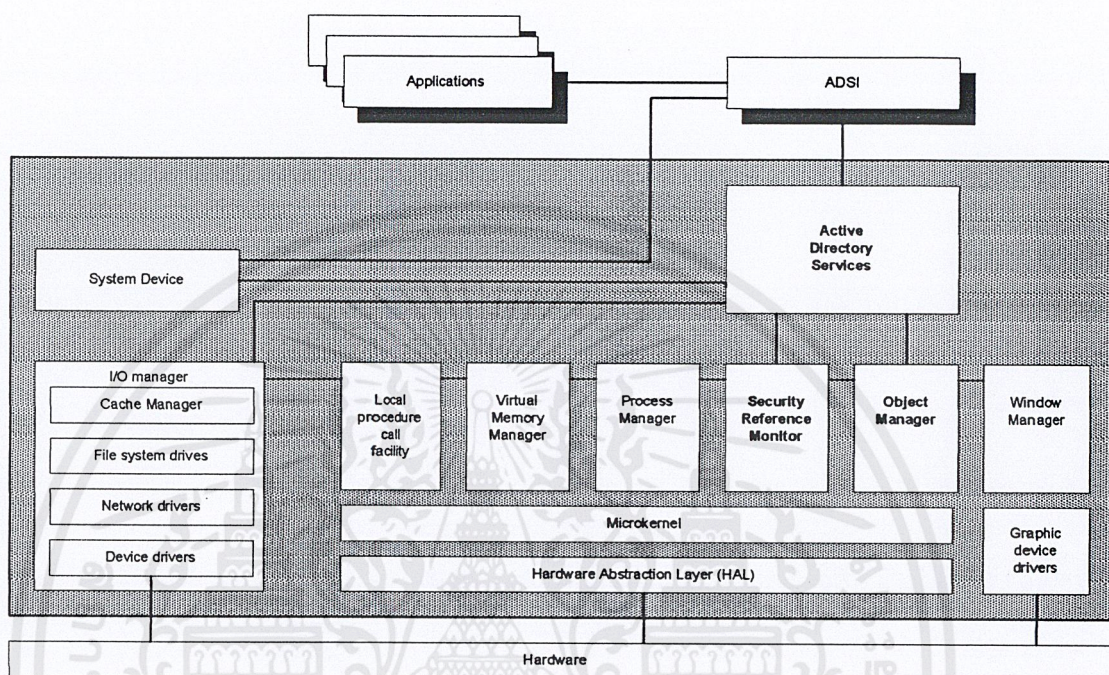 Applications
ADSI
Active
Directory
Services
System Device
I/O manager
Cache Manager
File system drives
Network drivers
Device drivers
Local
procedure
call
facility
Virtual
Memory
Manager
Process
Manager
Security
Reference
Monitor
Object
Manager
Window
Manager
Microkernel
Hardware Abstraction Layer (HAL)
Graphic
device
drivers
Hardware